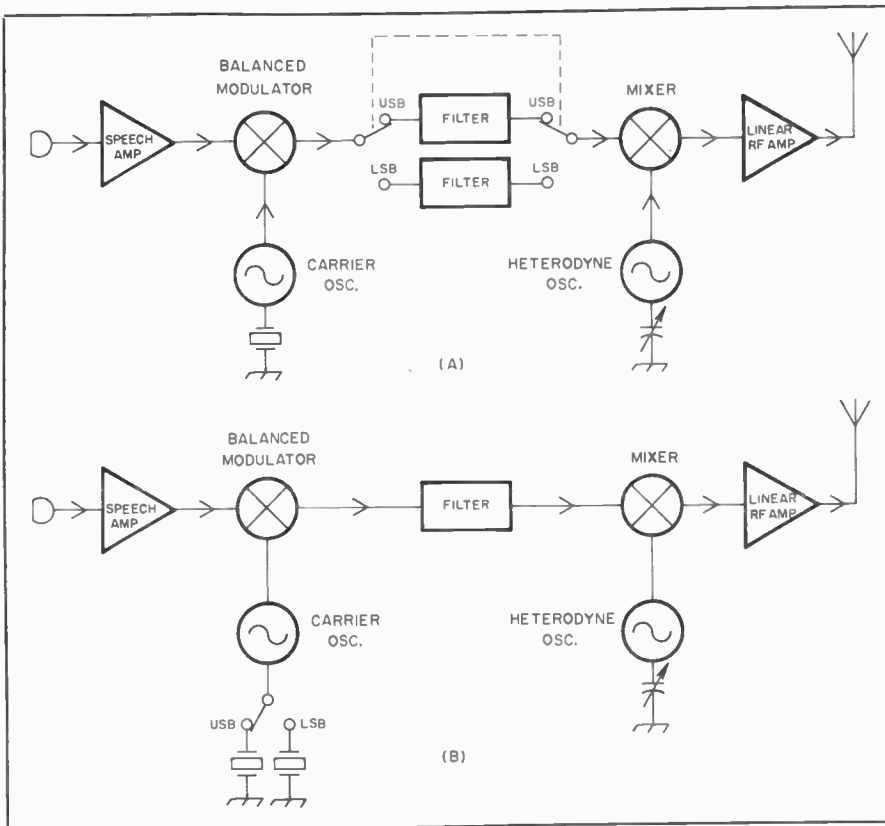 BALANCED
MODULATOR
MIXER
USB
FILTER
USB
SPEECH
AMP
LINEAR
RF AMP
LSB
FILTER
LSB
CARRIER
OSC.
HETERODYNE
OSC.
(A)
BALANCED
MODULATOR
MIXER
SPEECH
AMP
FILTER
LINEAR
RF AMP
CARRIER
OSC.
HETERODYNE
OSC.
USB
LSB
(B)